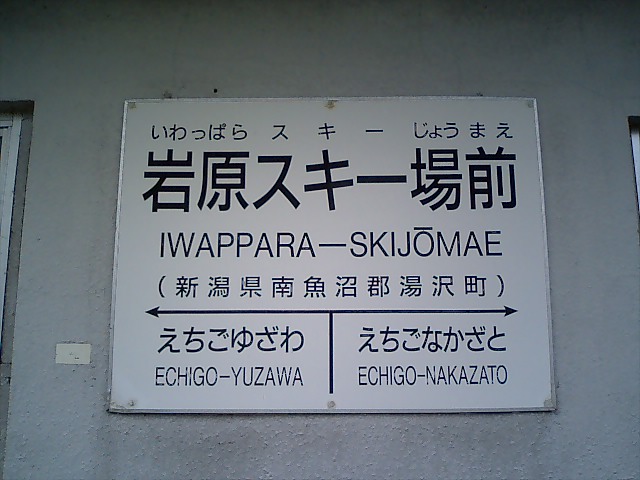 いわっぱら スキー じょうまえ
岩原スキー場前
IWAPPARA－SKIJŌMAE
(新潟県南魚沼郡湯沢町)
えちごゆざわ えちごなかざと
ECHIGO-YUZAWA ECHIGO-NAKAZATO